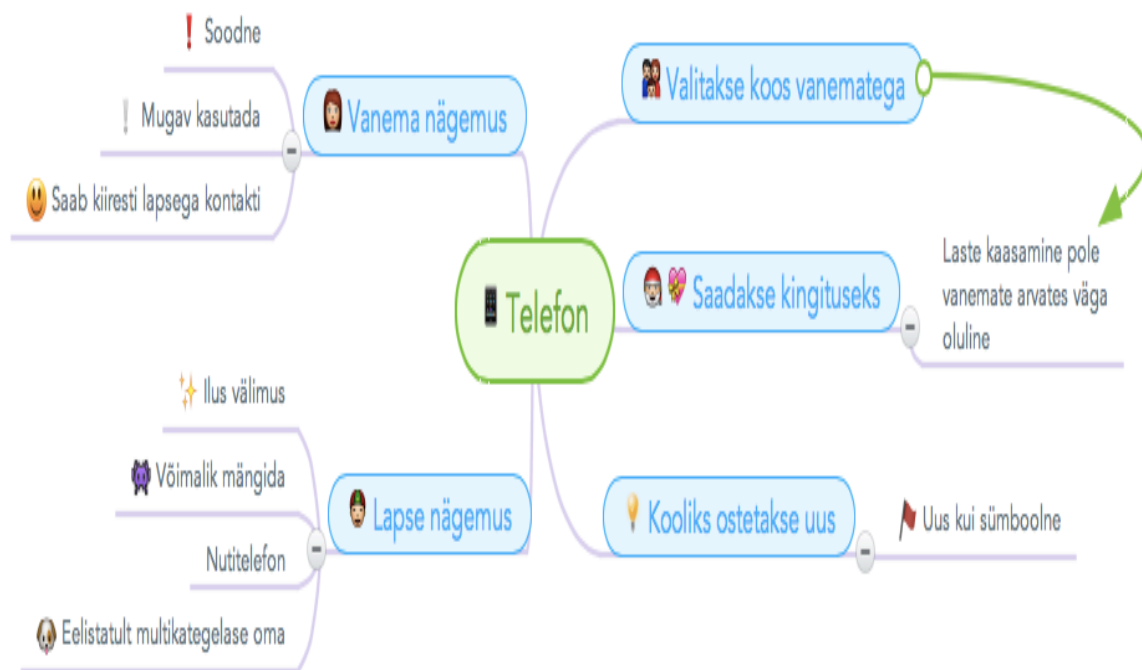 Soodne
Mugav kasutada
Saab kiiresti lapsega kontakti
Vanema nägemus
Valitakse koos vanematega
Telefon
Saadakse kingituseks
Laste kaasamine pole
vanemate arvates väga
oluline
Ilus välimus
Võimalik mängida
Nutitelefon
Eelistatult multikategelase oma
Lapse nägemus
Kooliks ostetakse uus
Uus kui sümboolne